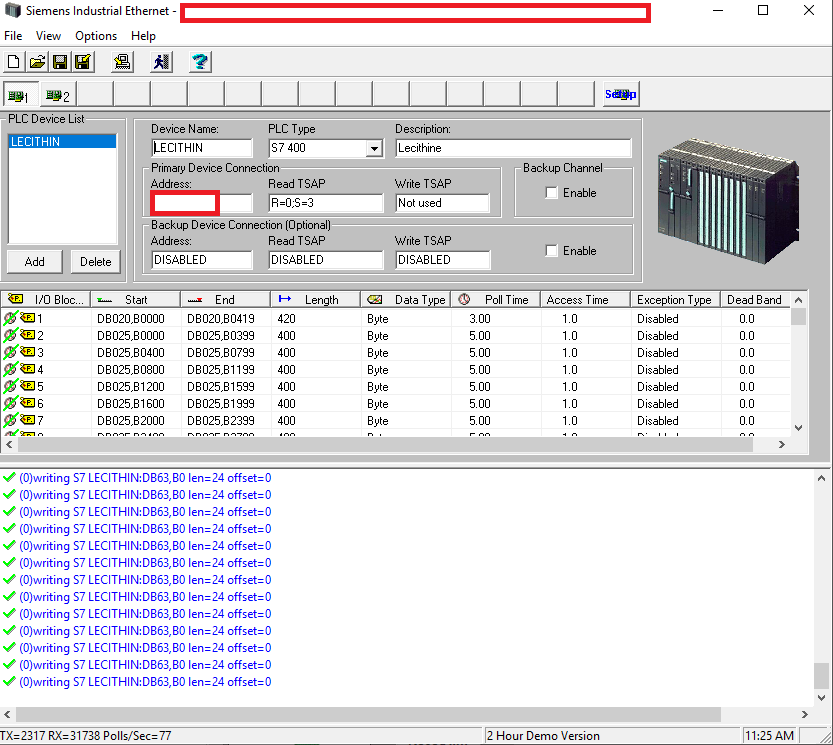 Siemens Industrial Ethernet -
File View Options Help
1 2 Setup
PLC Device List
LECITHIN
Add Delete
Device Name: PLC Type Description:
LECITHIN S7 400 Lecithine
Primary Device Connection
Address: Read TSAP Write TSAP
R=0;S=3 Not used
Backup Channel
Enable
Backup Device Connection (Optional)
Address: Read TSAP Write TSAP
DISABLED DISABLED DISABLED
Enable
I/O Bloc... Start End Length Data Type Poll Time Access Time Exception Type Dead Band
1 DB020,B0000 DB020,B0419 420 Byte 3.00 1.0 Disabled 0.0
2 DB025,B0000 DB025,B0399 400 Byte 5.00 1.0 Disabled 0.0
3 DB025,B0400 DB025,B0799 400 Byte 5.00 1.0 Disabled 0.0
4 DB025,B0800 DB025,B1199 400 Byte 5.00 1.0 Disabled 0.0
5 DB025,B1200 DB025,B1599 400 Byte 5.00 1.0 Disabled 0.0
6 DB025,B1600 DB025,B1999 400 Byte 5.00 1.0 Disabled 0.0
7 DB025,B2000 DB025,B2399 400 Byte 5.00 1.0 Disabled 0.0
(0)writing S7 LECITHIN:DB63,B0 len=24 offset=0
(0)writing S7 LECITHIN:DB63,B0 len=24 offset=0
(0)writing S7 LECITHIN:DB63,B0 len=24 offset=0
(0)writing S7 LECITHIN:DB63,B0 len=24 offset=0
(0)writing S7 LECITHIN:DB63,B0 len=24 offset=0
(0)writing S7 LECITHIN:DB63,B0 len=24 offset=0
(0)writing S7 LECITHIN:DB63,B0 len=24 offset=0
(0)writing S7 LECITHIN:DB63,B0 len=24 offset=0
(0)writing S7 LECITHIN:DB63,B0 len=24 offset=0
(0)writing S7 LECITHIN:DB63,B0 len=24 offset=0
(0)writing S7 LECITHIN:DB63,B0 len=24 offset=0
(0)writing S7 LECITHIN:DB63,B0 len=24 offset=0
(0)writing S7 LECITHIN:DB63,B0 len=24 offset=0
TX=2317 RX=31738 Polls/Sec=77 2 Hour Demo Version 11:25 AM